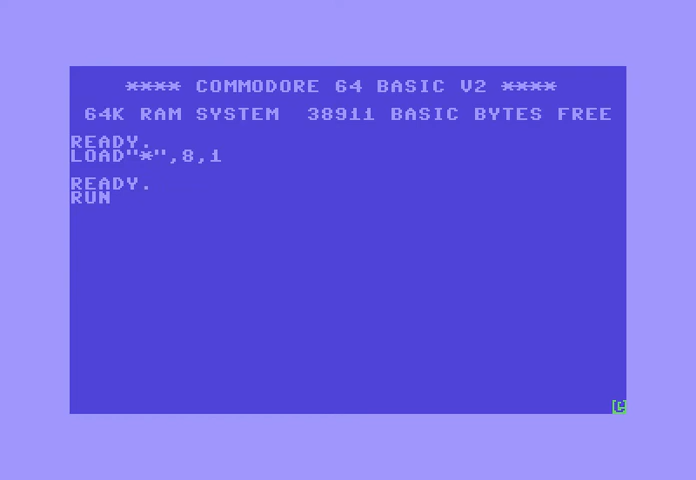 **** COMMODORE 64 BASIC V2 ****
64K RAM SYSTEM  38911 BASIC BYTES FREE
READY.
LOAD"*",8,1
READY.
RUN